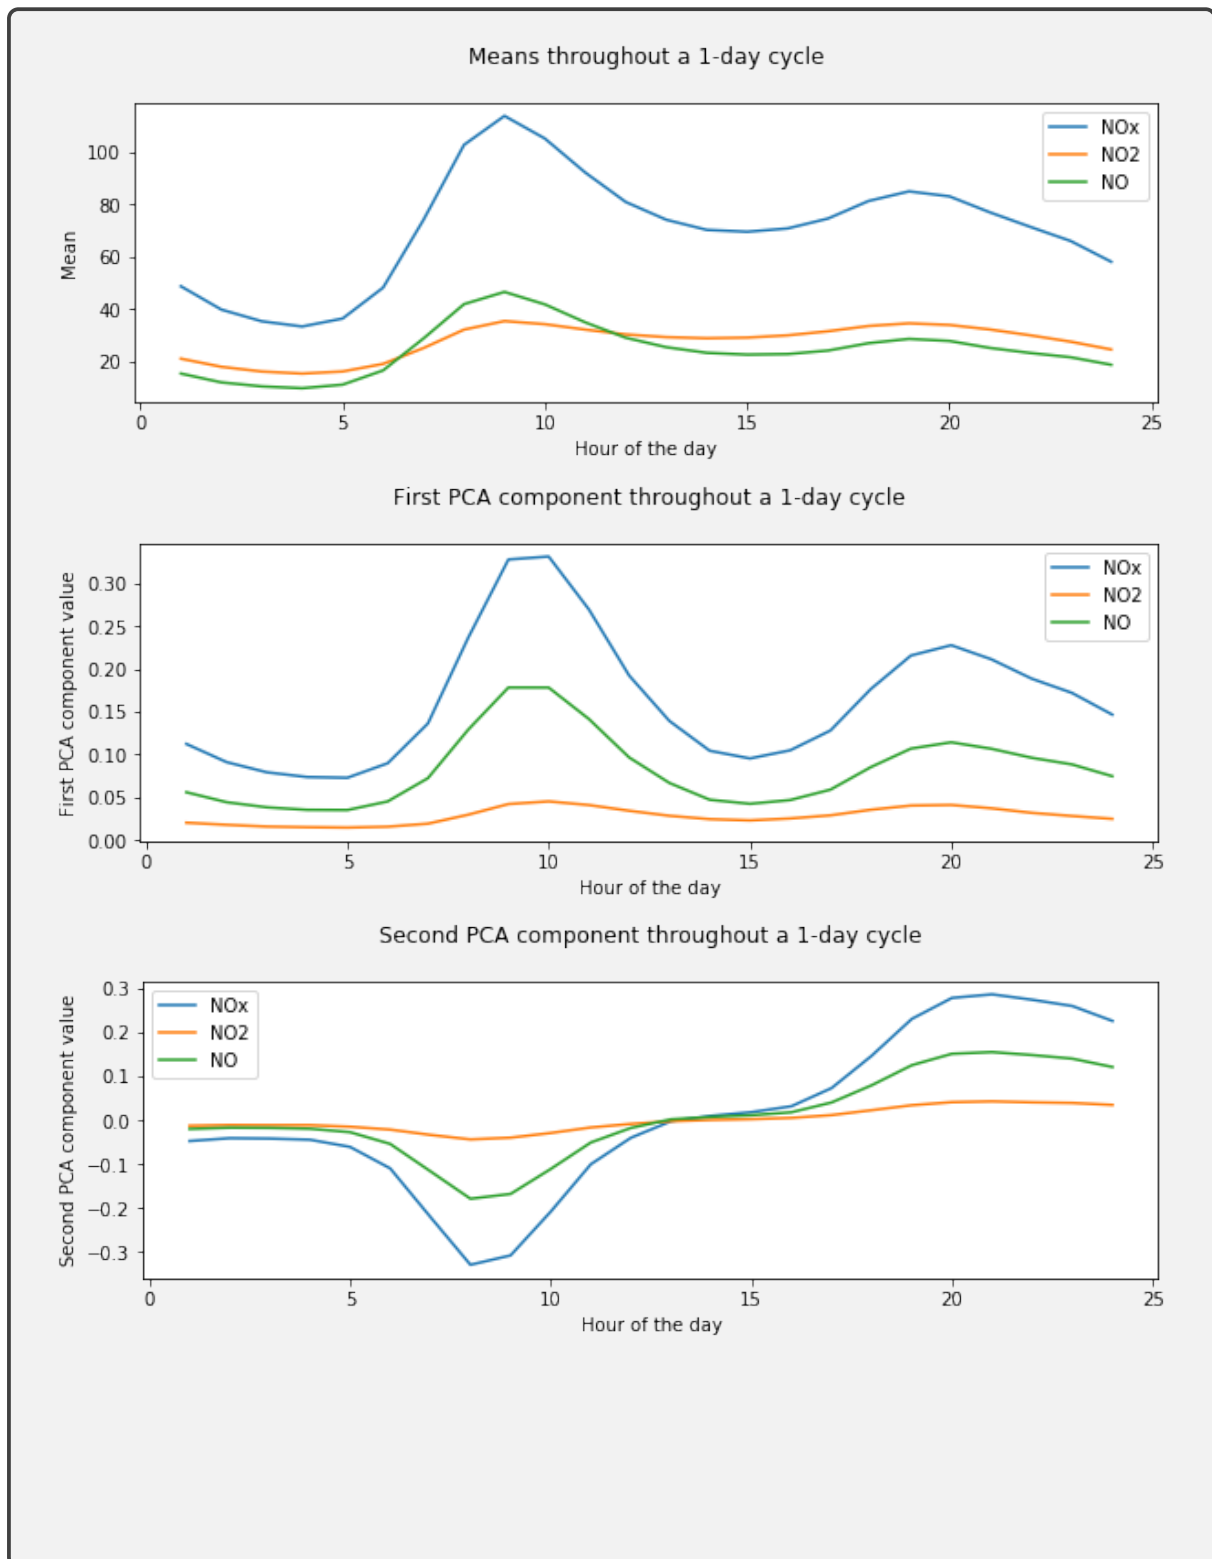 Means throughout a 1-day cycle
NOx
NO2
NO
100
80
60
40
20
Mean
0 5 10 15 20 25
Hour of the day
First PCA component throughout a 1-day cycle
NOx
NO2
NO
0.30
0.25
0.20
0.15
0.10
0.05
0.00
First PCA component value
0 5 10 15 20 25
Hour of the day
Second PCA component throughout a 1-day cycle
NOx
NO2
NO
0.3
0.2
0.1
0.0
−0.1
−0.2
−0.3
Second PCA component value
0 5 10 15 20 25
Hour of the day